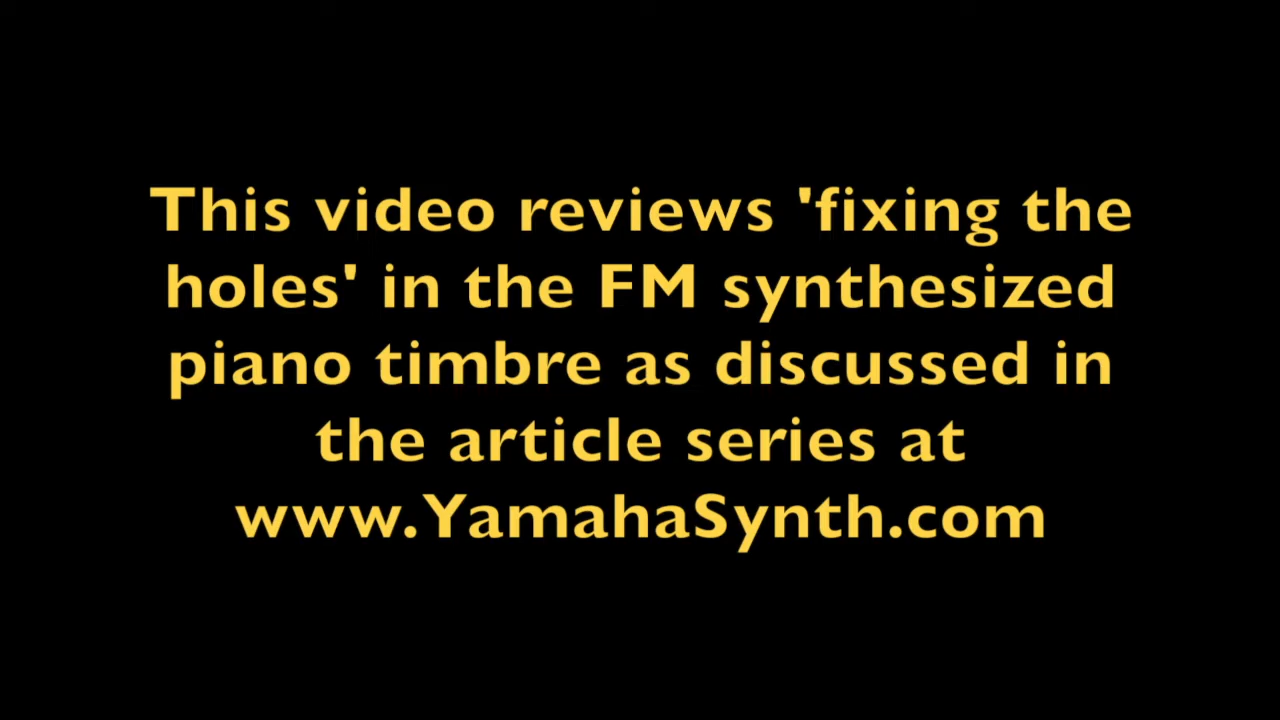 This video reviews 'fixing the
holes' in the FM synthesized
piano timbre as discussed in
the article series at
www.YamahaSynth.com